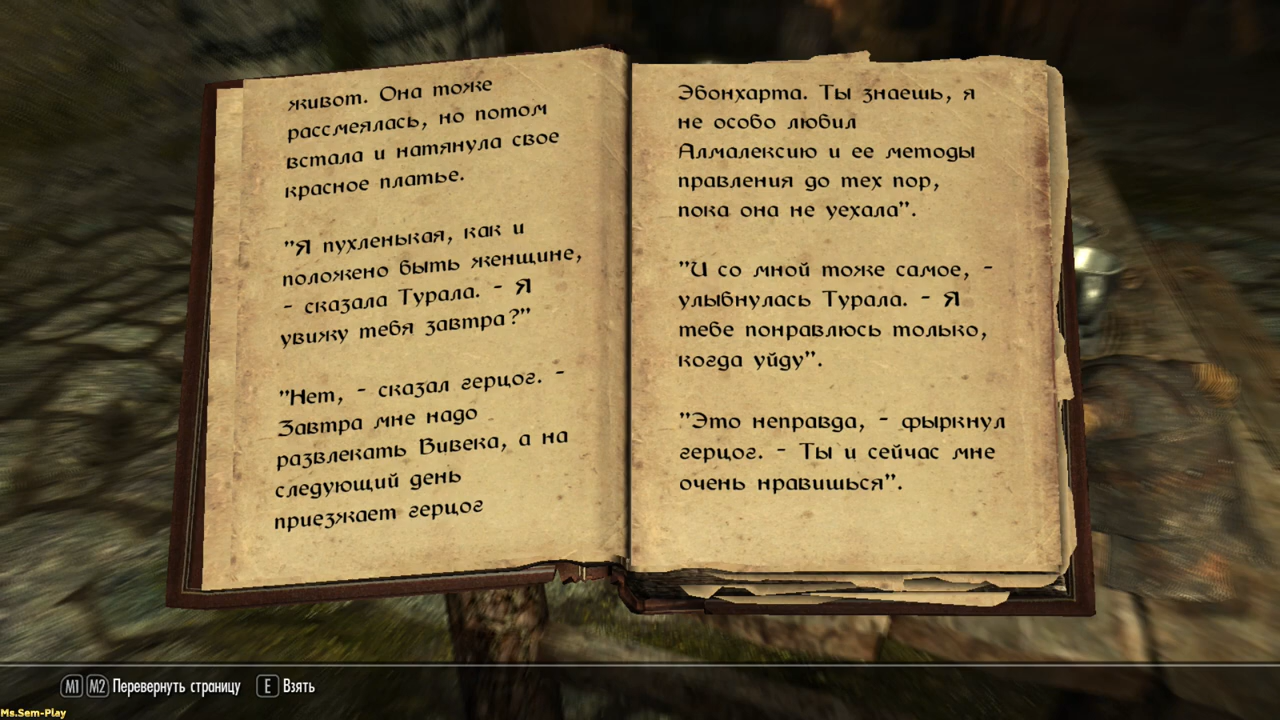 живот. Она тоже
рассмеялась, но потом
встала и натянула свое
красное платье.
"Я пухленькая, как и
положено быть женщине,
- сказала Турала. - Я
увижу тебя завтра?"
"Нет, - сказал герцог. -
Завтра мне надо
развлекать Вивека, а на
следующий день
приезжает герцог
Эбонхарта. Ты знаешь, я
не особо любил
Алмалексию и ее методы
правления до тех пор,
пока она не уехала".
"И со мной тоже самое, -
улыбнулась Турала. - Я
тебе понравлюсь только,
когда уйду".
"Это неправда, - фыркнул
герцог. - Ты и сейчас мне
очень нравишься".
M1 M2 Перевернуть страницу E Взять
Ms.Sem-Play